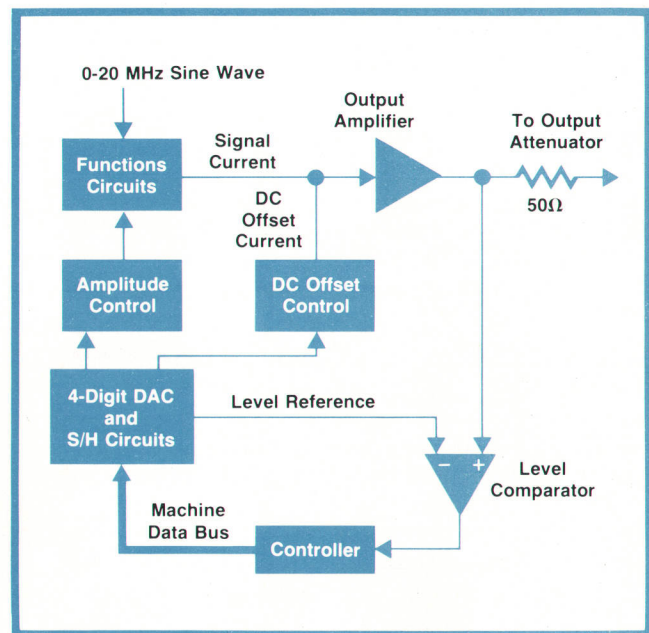 0-20 MHz Sine Wave
Output
Amplifier
To Output
Attenuator
Functions
Circuits
Signal
Current
50Ω
DC
Offset
Current
Amplitude
Control
DC Offset
Control
4-Digit DAC
and
S/H Circuits
Level Reference
− +
Level
Comparator
Machine
Data Bus
Controller